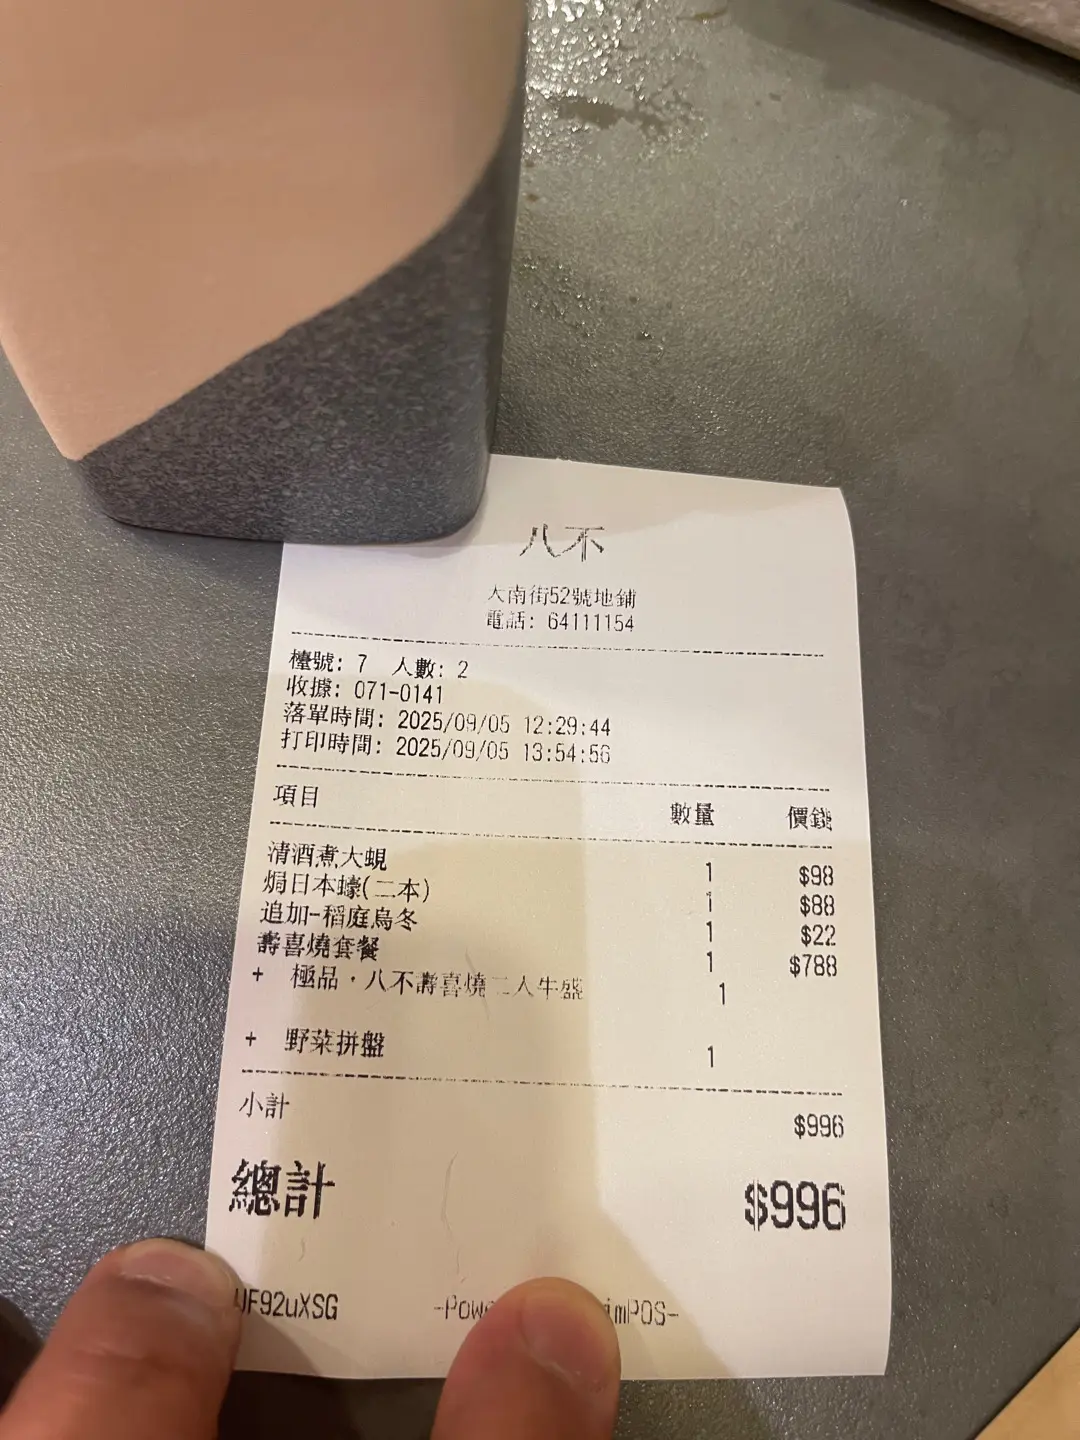 八不
大南街52號地鋪
電話: 64111154
檯號: 7 人數: 2
收據: 071-0141
落單時間: 2025/09/05 12:29:44
打印時間: 2025/09/05 13:54:56
項目 數量 價錢
清酒煮大蜆 1 $98
焗日本蠔(二本) 1 $88
追加-稻庭烏冬 1 $22
壽喜燒套餐 1 $788
+ 極品，八不壽喜燒二人牛盛 1
+ 野菜拼盤 1
小計 $996
總計 $996
F92uXSG